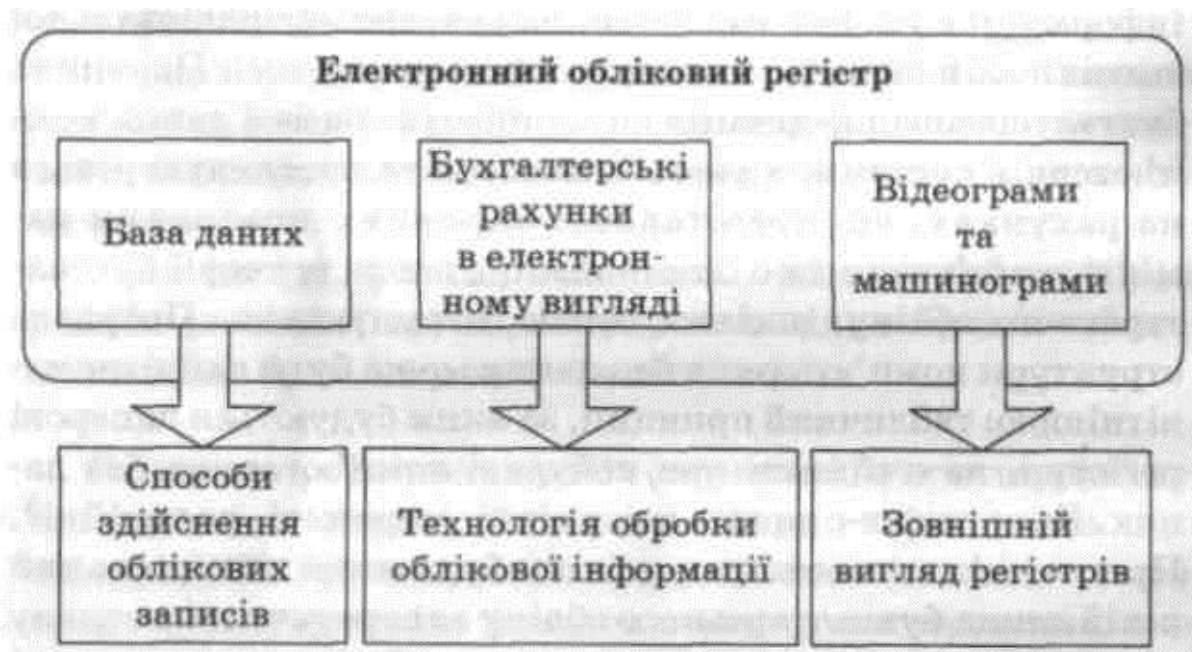 Електронний обліковий регістр
База даних
Бухгалтерські
рахунки
в електрон-
ному вигляді
Відеограми
та
машинограми
Способи
здійснення
облікових
записів
Технологія обробки
облікової інформації
Зовнішній
вигляд регістрів